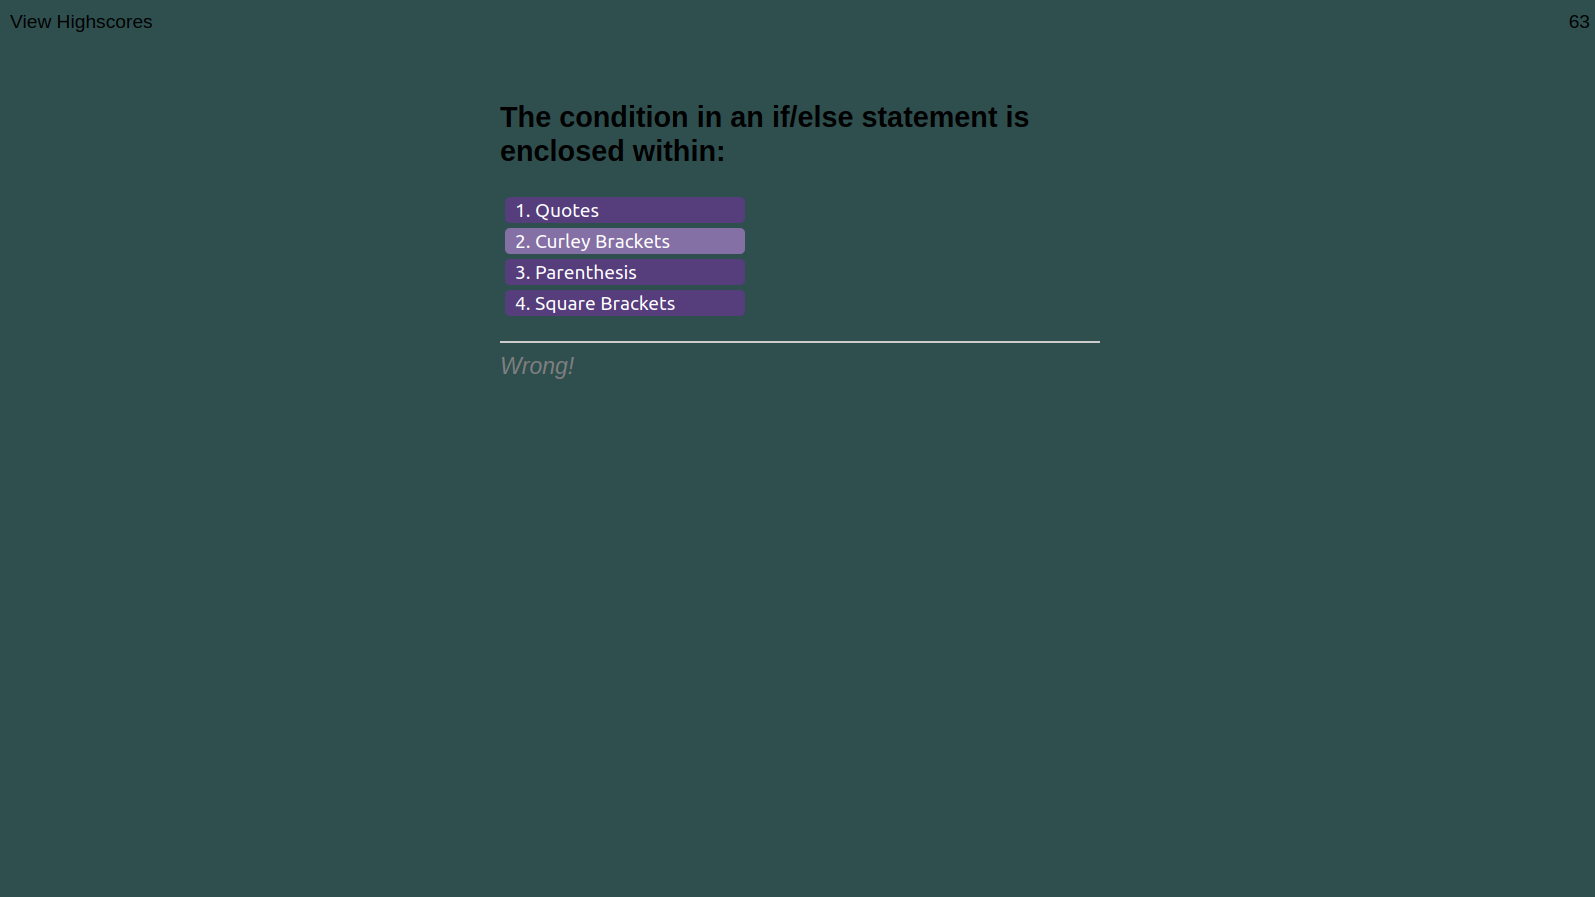 View Highscores
63
The condition in an if/else statement is
enclosed within:
1. Quotes
2. Curley Brackets
3. Parenthesis
4. Square Brackets
Wrong!